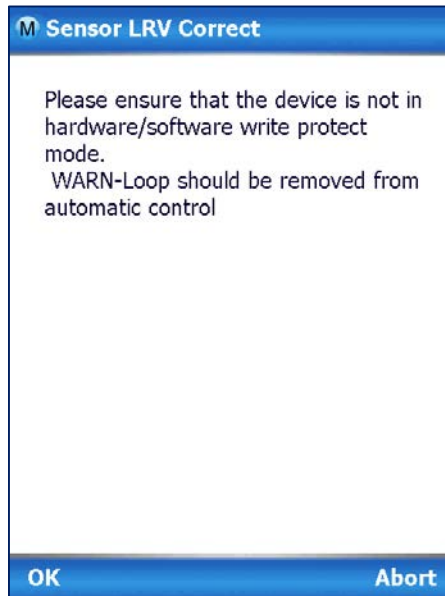 M Sensor LRV Correct
Please ensure that the device is not in
hardware/software write protect
mode.
WARN-Loop should be removed from
automatic control
OK
Abort